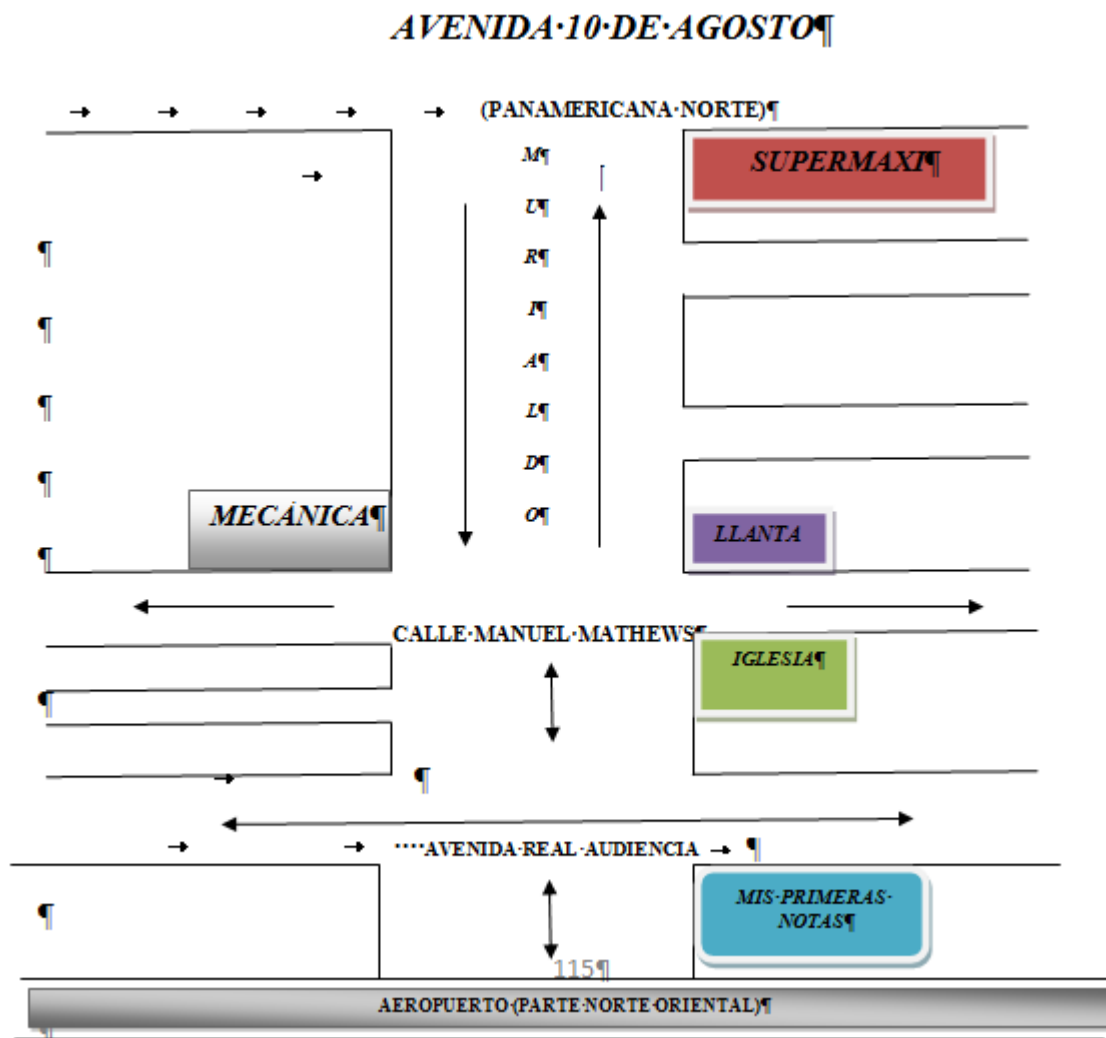 AVENIDA·10·DE·AGOSTO¶
(PANAMERICANA·NORTE)¶
SUPERMAXI¶
M¶
U¶
R¶
I¶
A¶
L¶
D¶
O¶
¶
¶
¶
¶
¶
MECÁNICA¶
LLANTA
CALLE·MANUEL·MATHEWS¶
IGLESIA¶
¶
¶
····AVENIDA·REAL·AUDIENCIA → ¶
MIS·PRIMERAS·
NOTAS¶
¶
115¶
AEROPUERTO·(PARTE·NORTE·ORIENTAL)¶
¶